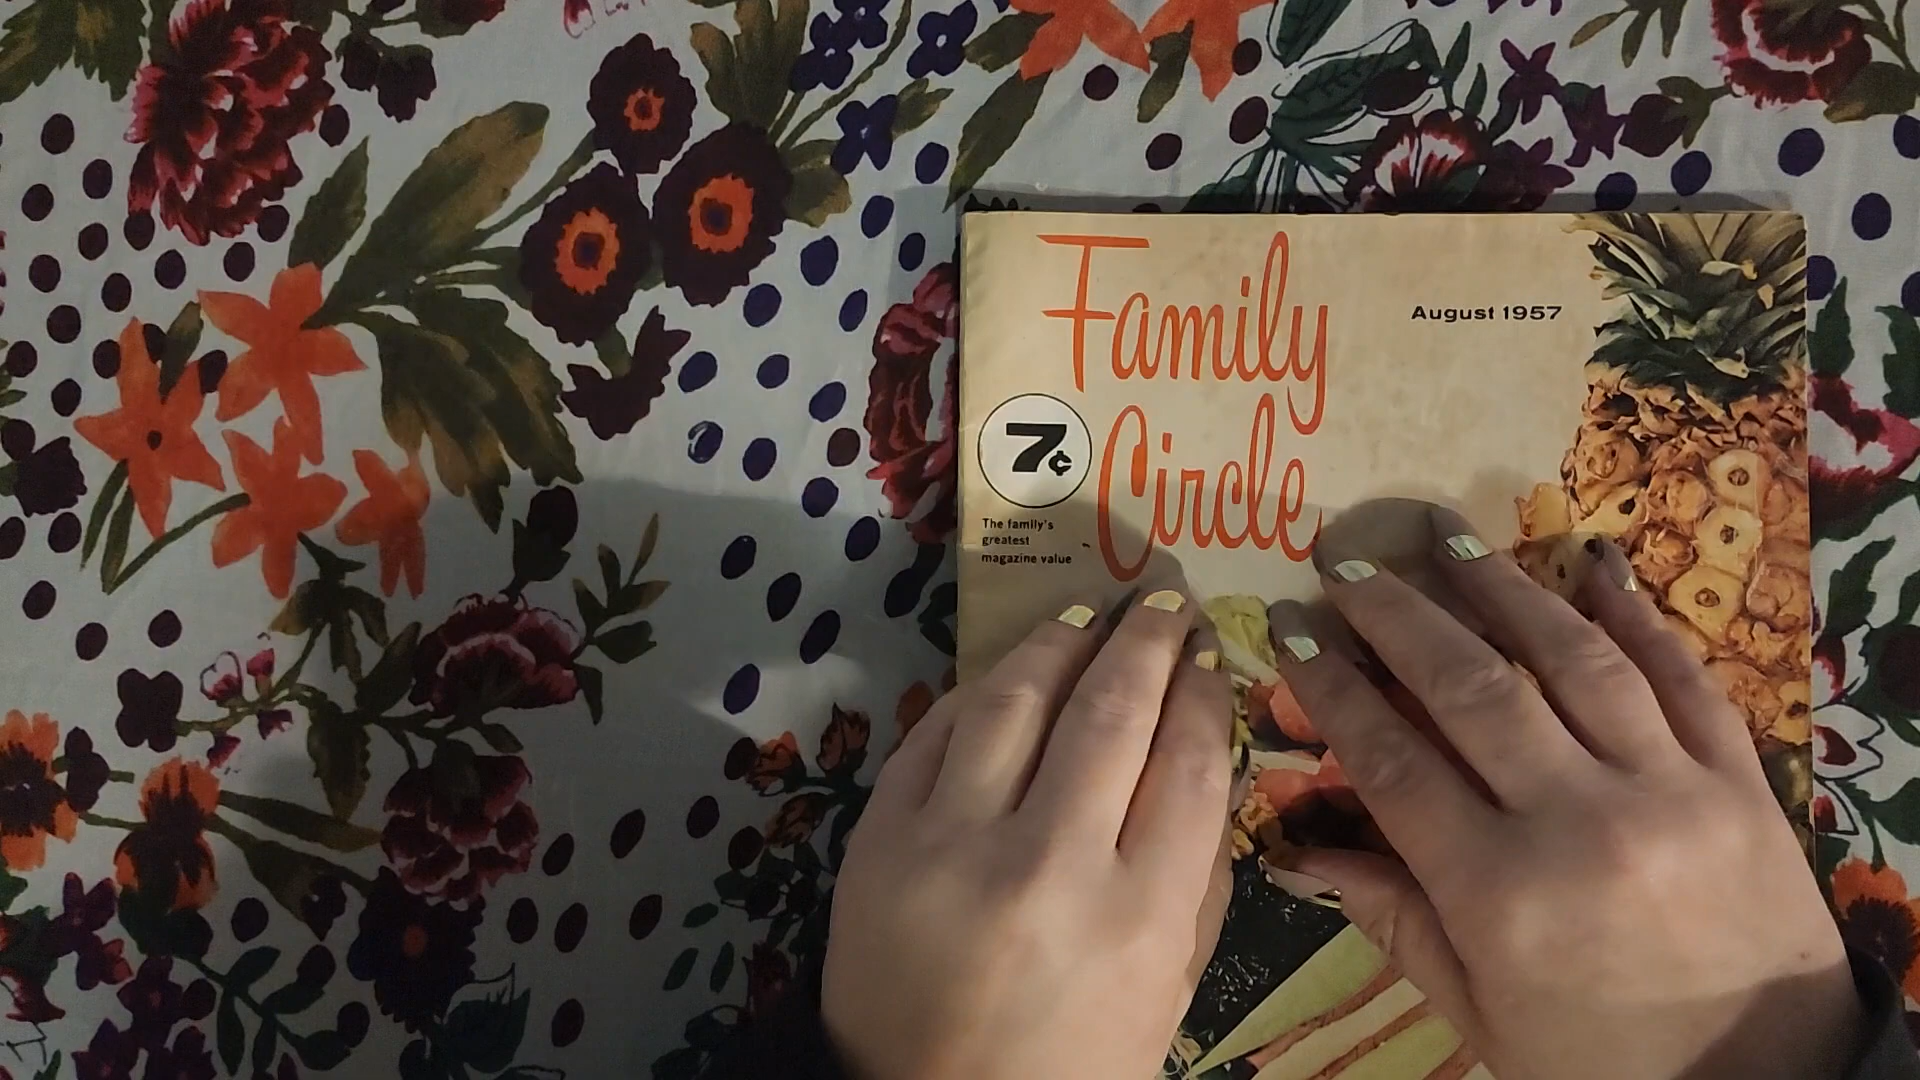 Family
Circle
August 1957
7¢
The family's
greatest
magazine value